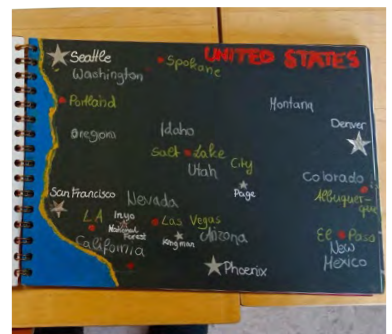 UNITED STATES
Seattle
Spokane
Washington
Portland
Montana
Oregon
Idaho
Denver
Salt Lake
City
Utah
Colorado
Page
Albuquer-
que
San Francisco
Nevada
LA
Inyo
National
Forest
Las Vegas
Kingman
Arizona
California
El Paso
New
Mexico
Phoenix